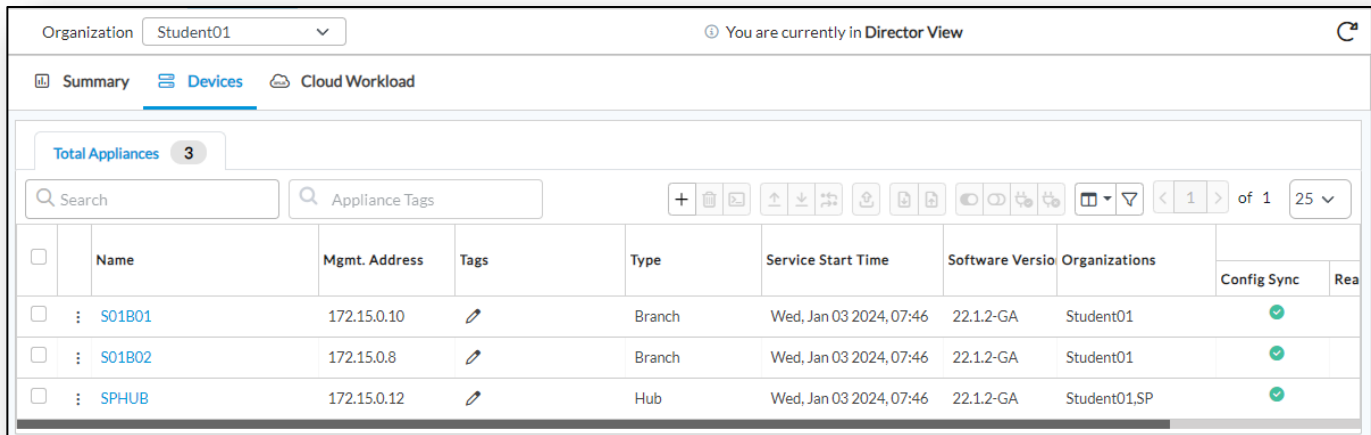 Organization Student01 You are currently in Director View
Summary Devices Cloud Workload
Total Appliances 3
Search Appliance Tags 1 of 1 25
Name Mgmt. Address Tags Type Service Start Time Software Versio Organizations
Config Sync Rea
S01B01 172.15.0.10 Branch Wed, Jan 03 2024, 07:46 22.1.2-GA Student01
S01B02 172.15.0.8 Branch Wed, Jan 03 2024, 07:46 22.1.2-GA Student01
SPHUB 172.15.0.12 Hub Wed, Jan 03 2024, 07:46 22.1.2-GA Student01,SP